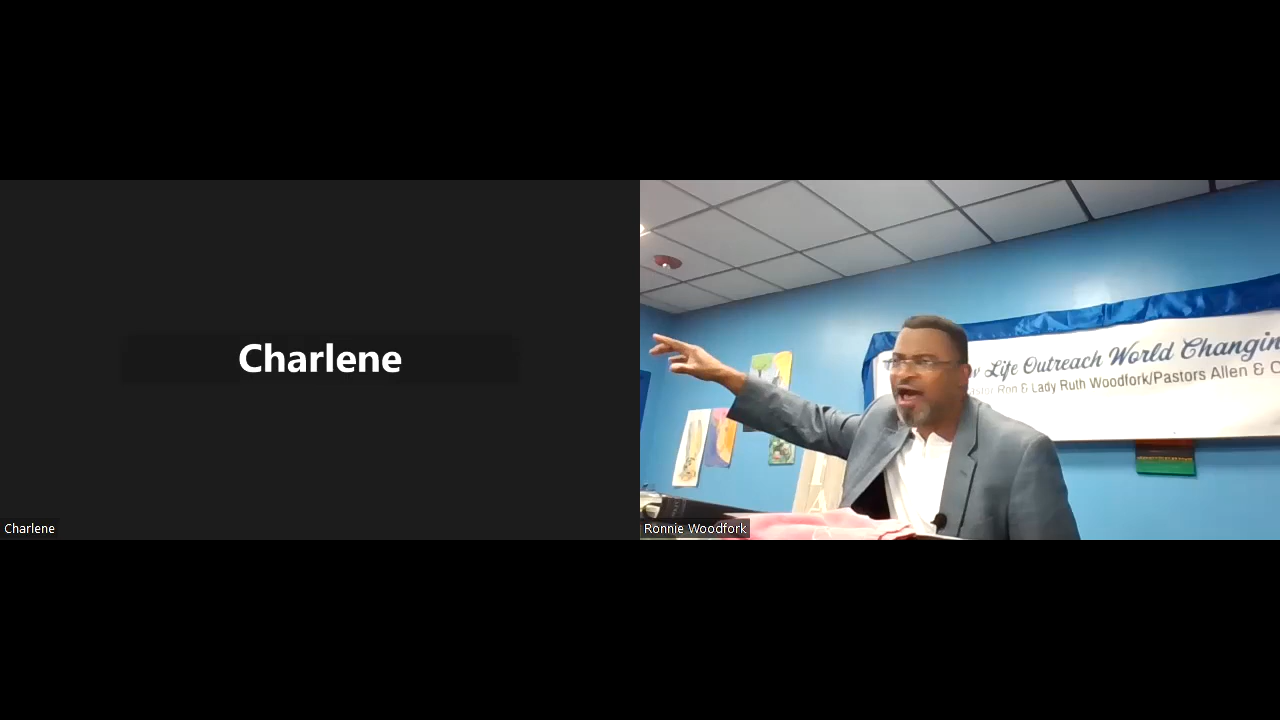 Charlene
Charlene
Life Outreach World Changin
Ron & Lady Ruth Woodfork/Pastors Allen & C
Ronnie Woodfork